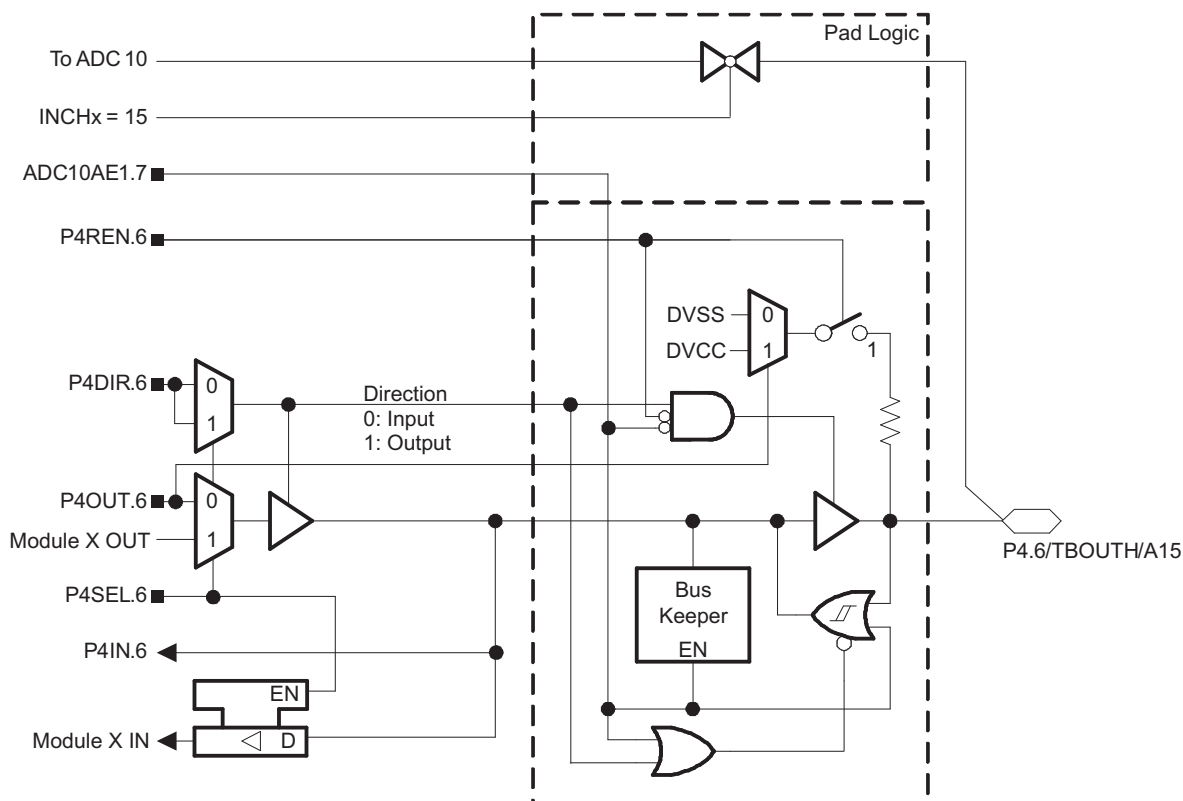 Pad Logic
To ADC 10
INCHx = 15
ADC10AE1.7
P4REN.6
DVSS
0
DVCC
1
1
P4DIR.6
0
1
Direction
0: Input
1: Output
P4OUT.6
0
Module X OUT
1
P4.6/TBOUTH/A15
P4SEL.6
Bus
Keeper
EN
P4IN.6
EN
Module X IN
D